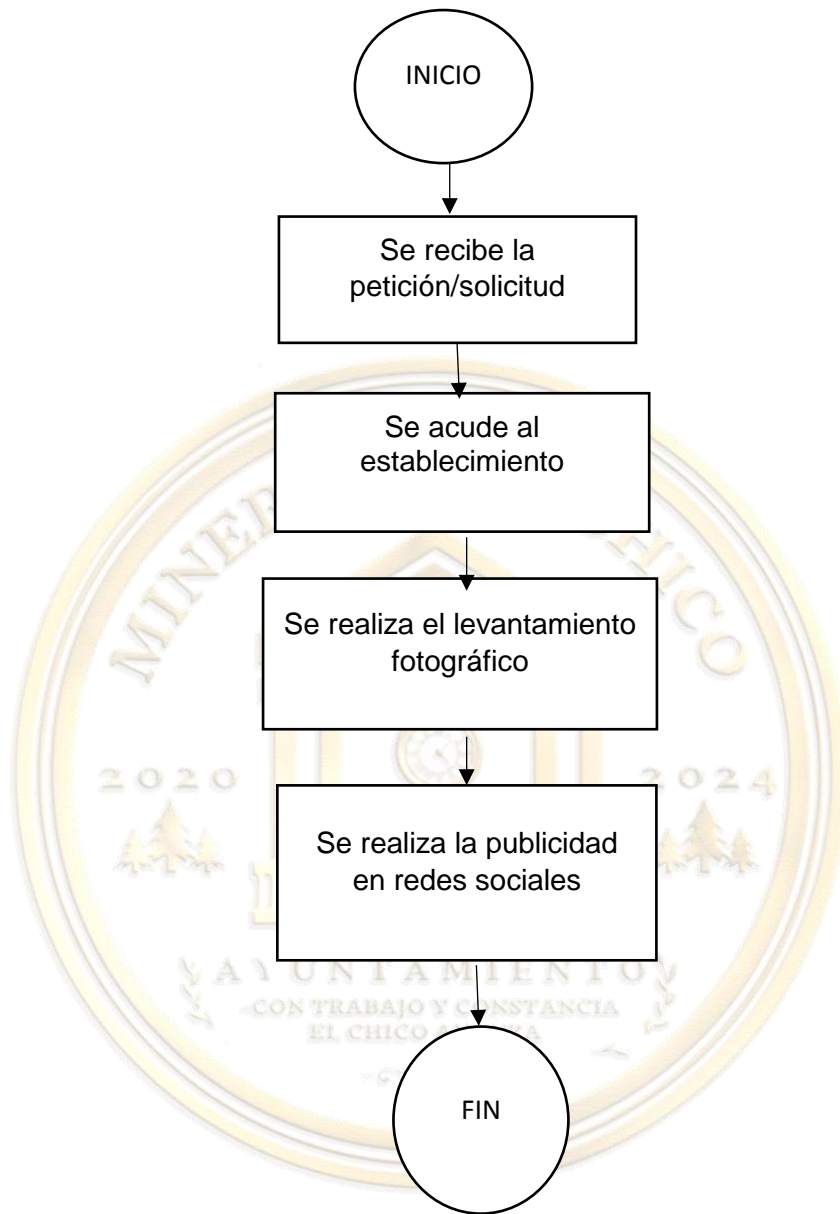 INICIO
Se recibe la
petición/solicitud
Se acude al
establecimiento
Se realiza el levantamiento
fotográfico
2020
2024
Se realiza la publicidad
en redes sociales
AYUNTAMIENTO
CON TRABAJO Y CONSTANCIA
EL CHICO
FIN